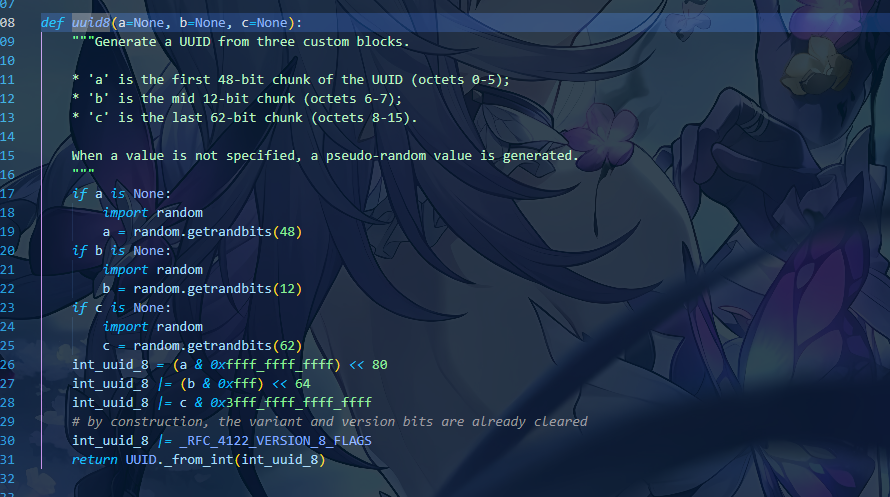 07
08 def uuid8(a=None, b=None, c=None):
09     """Generate a UUID from three custom blocks.
10
11     * 'a' is the first 48-bit chunk of the UUID (octets 0-5);
12     * 'b' is the mid 12-bit chunk (octets 6-7);
13     * 'c' is the last 62-bit chunk (octets 8-15).
14
15     When a value is not specified, a pseudo-random value is generated.
16     """
17     if a is None:
18         import random
19         a = random.getrandbits(48)
20     if b is None:
21         import random
22         b = random.getrandbits(12)
23     if c is None:
24         import random
25         c = random.getrandbits(62)
26     int_uuid_8 = (a & 0xffff_ffff_ffff) << 80
27     int_uuid_8 |= (b & 0xfff) << 64
28     int_uuid_8 |= c & 0x3fff_ffff_ffff_ffff
29     # by construction, the variant and version bits are already cleared
30     int_uuid_8 |= _RFC_4122_VERSION_8_FLAGS
31     return UUID._from_int(int_uuid_8)
32